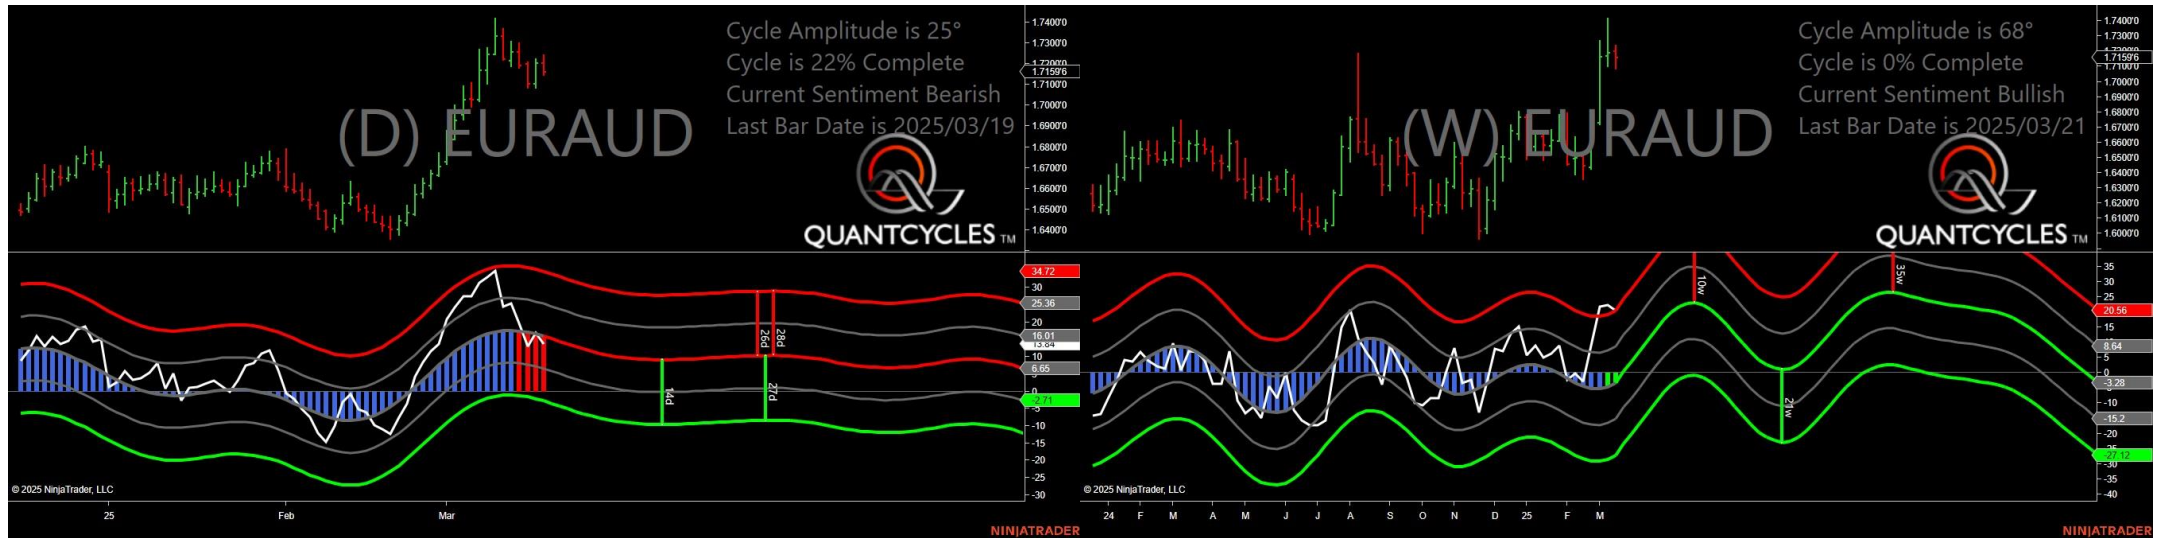 Cycle Amplitude is 25°
Cycle is 22% Complete
Current Sentiment Bearish
Last Bar Date is 2025/03/19
(D) EURAUD
QUANTCYCLES TM
1.7400'0
1.7300'0
1.7159'6
1.7100'0
1.7000'0
1.6900'0
1.6800'0
1.6700'0
1.6600'0
1.6500'0
1.6400'0
34.72
30
25.36
20
16.01
13.84
10
6.65
0
-2.71
-5
-10
-15
-20
-25
-30
14d
26d
28d
27d
© 2025 NinjaTrader, LLC
25
Feb
Mar
NINJATRADER
Cycle Amplitude is 68°
Cycle is 0% Complete
Current Sentiment Bullish
Last Bar Date is 2025/03/21
(W) EURAUD
QUANTCYCLES TM
1.7400'0
1.7300'0
1.7159'6
1.7100'0
1.7000'0
1.6900'0
1.6800'0
1.6700'0
1.6600'0
1.6500'0
1.6400'0
1.6300'0
1.6200'0
1.6100'0
1.6000'0
35
30
25
20.56
15
8.64
5
0
-3.28
-10
-15.2
-20
-27.12
-30
-35
-40
10w
21w
35w
© 2025 NinjaTrader, LLC
24
F
M
A
M
J
J
A
S
O
N
D
25
F
M
NINJATRADER